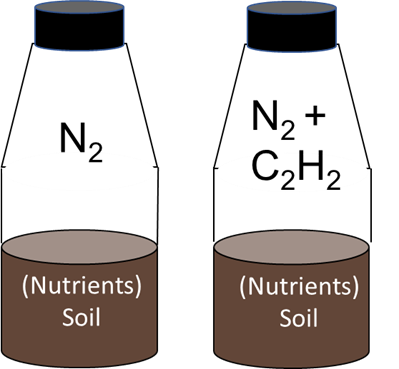 N₂
(Nutrients)
Soil
N₂ +
C₂H₂
(Nutrients)
Soil